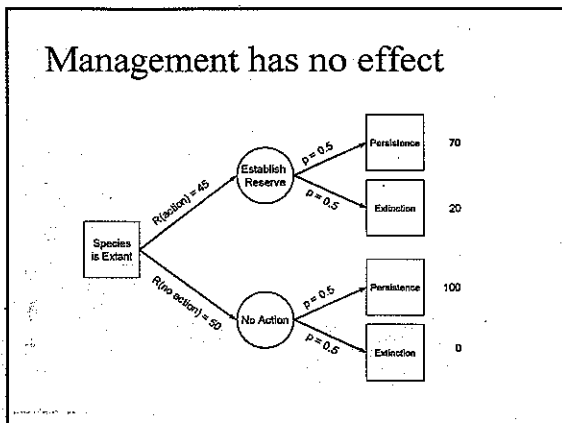 Management has no effect
Species
is Extant
R(action) = 45
Establish
Reserve
p = 0.5
Persistence
70
p = 0.5
Extinction
20
R(no action) = 50
No Action
p = 0.5
Persistence
100
p = 0.5
Extinction
0